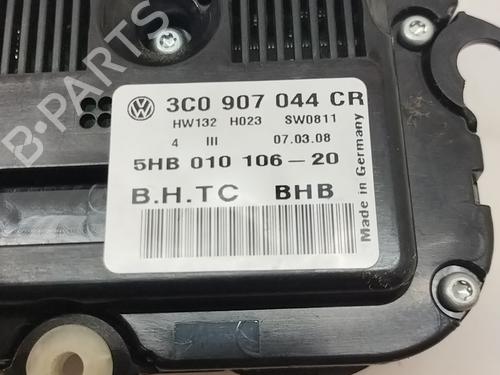 3C0 907 044 CR
HW132 H023 SW0811
4 III 07.03.08
5HB 010 106-20
B.H.TC BHB
Made in Germany
B-PARTS